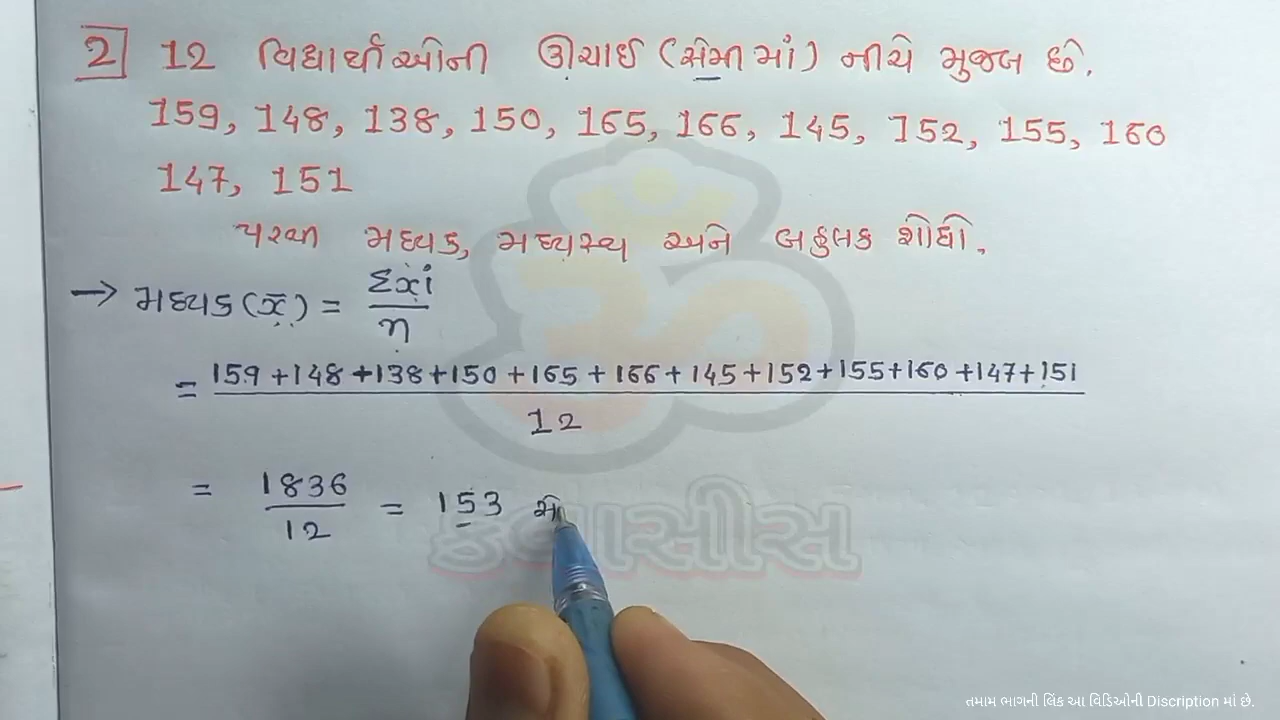 2 12 વિદ્યાર્થીઓની ઊંચાઈ (સેમીમાં) નીચે મુજબ છે.
159, 148, 138, 150, 165, 166, 145, 152, 155, 160
147, 151
પરથી મધ્યક, મધ્યસ્થ અને બહુલક શોધો.
→ મધ્યક (x̄) = Σxi / n
= 159 + 148 + 138 + 150 + 165 + 166 + 145 + 152 + 155 + 160 + 147 + 151 / 12
= 1836 / 12 = 153
ૐ ક્લાસીસ
તમામ ભાગની લિંક આ વિડિઓની Discription માં છે.